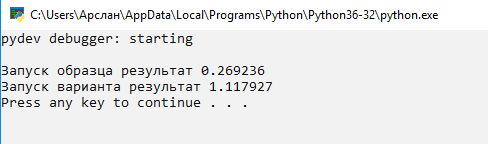 C:\Users\Арслан\AppData\Local\Programs\Python\Python36-32\python.exe
pydev debugger: starting
Запуск образца результат 0.269236
Запуск варианта результат 1.117927
Press any key to continue . . .